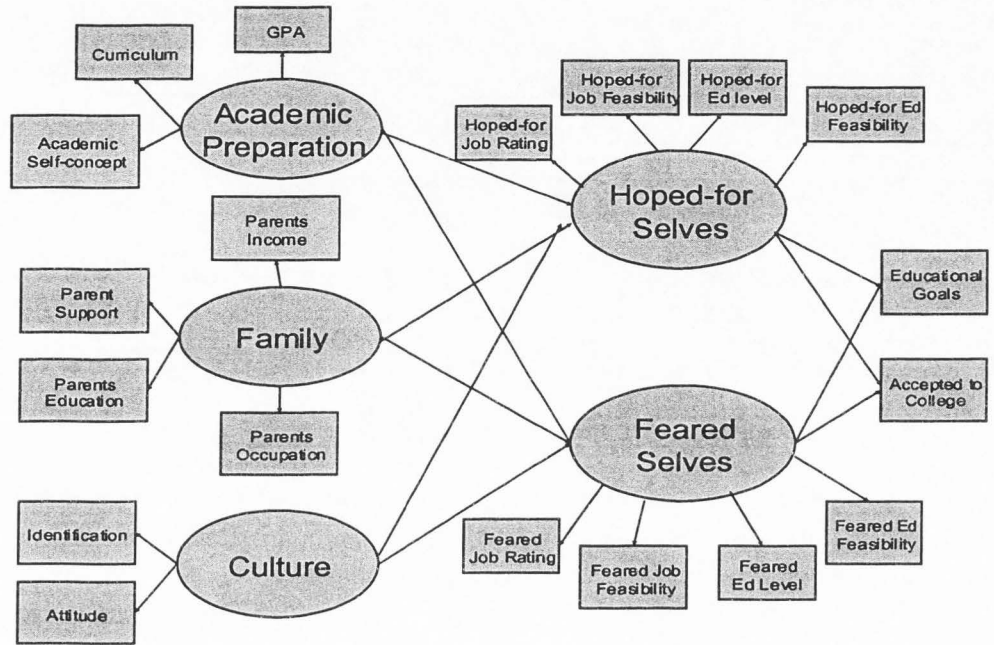 GPA
Curriculum
Academic
Preparation
Academic
Self-concept
Hoped-for
Job Rating
Hoped-for
Job Feasibility
Hoped-for
Ed level
Hoped-for Ed
Feasibility
Hoped-for
Selves
Parents
Income
Parent
Support
Family
Parents
Education
Parents
Occupation
Educational
Goals
Accepted to
College
Feared
Selves
Identification
Attitude
Culture
Feared
Job Rating
Feared Job
Feasibility
Feared
Ed Level
Feared Ed
Feasibility